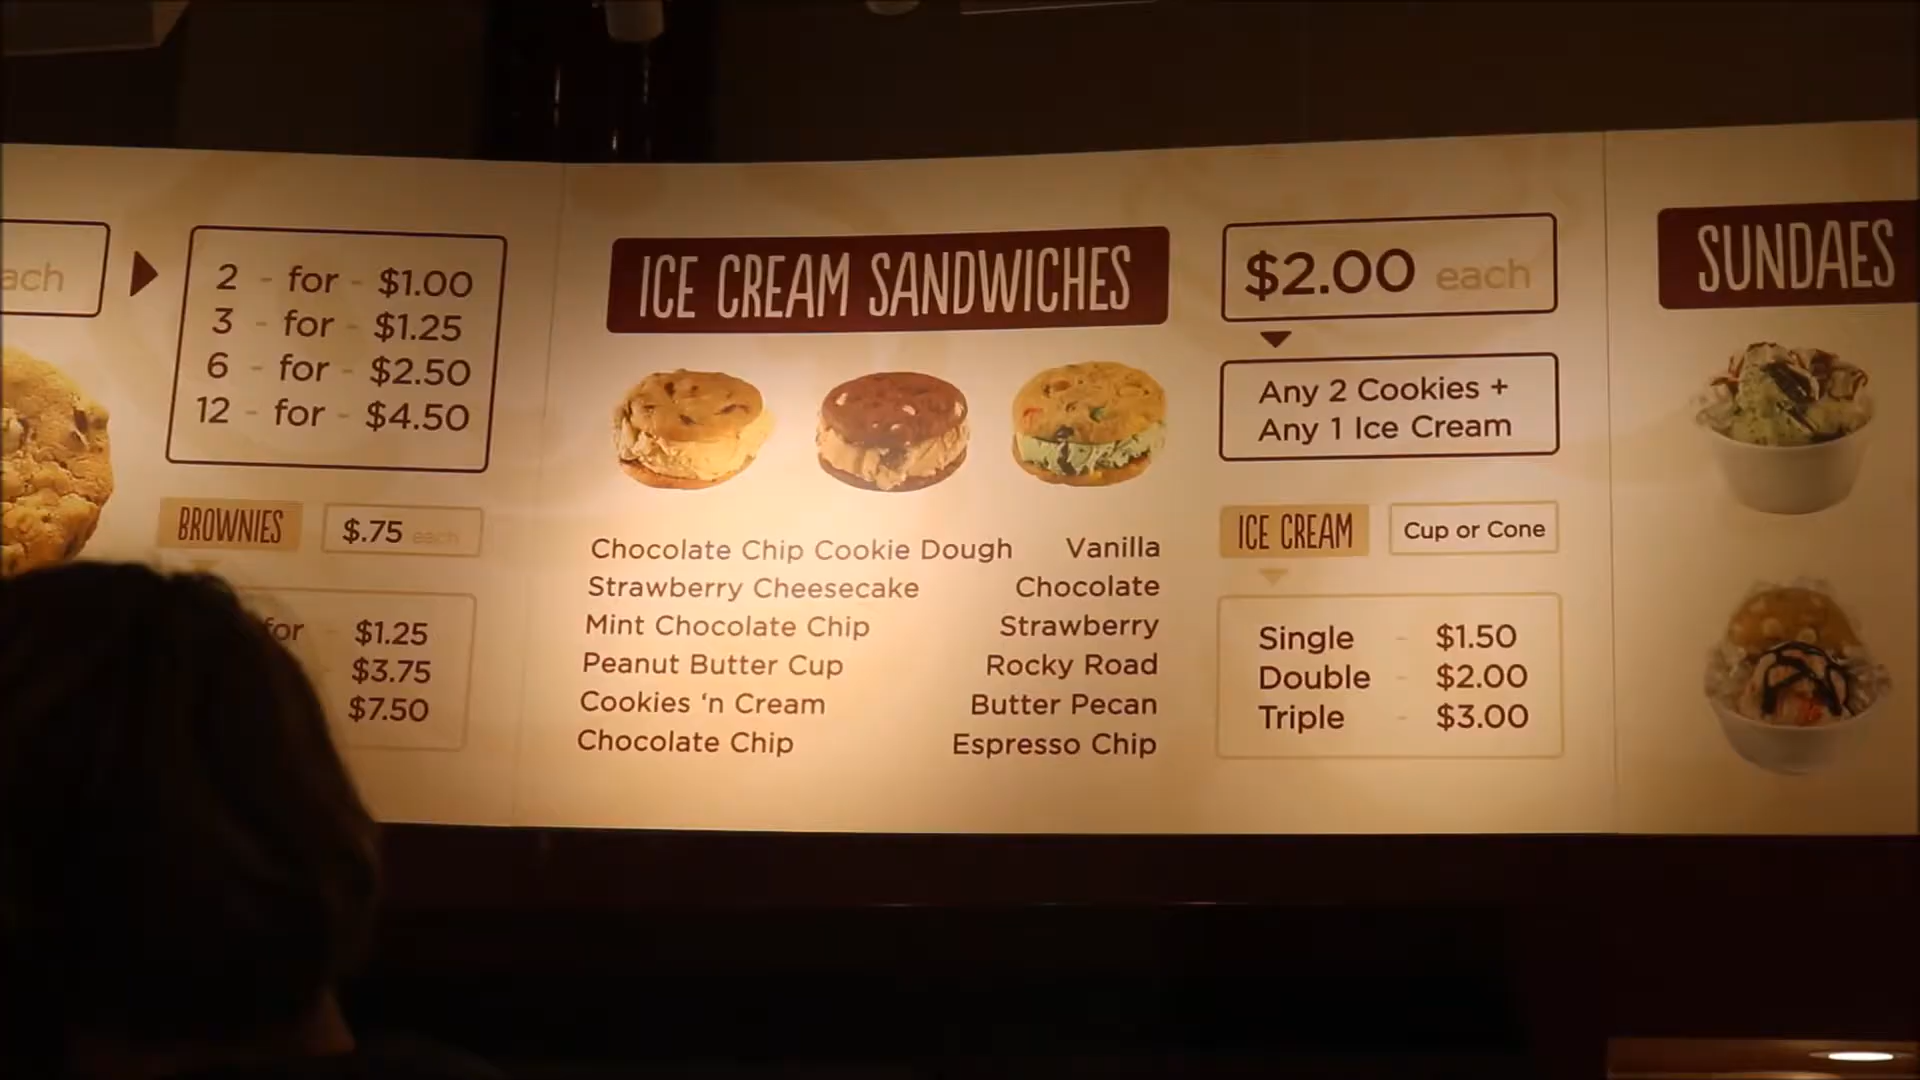 each
2 - for - $1.00
3 - for - $1.25
6 - for - $2.50
12 - for - $4.50
BROWNIES
$.75 each
for $1.25
$3.75
$7.50
ICE CREAM SANDWICHES
$2.00 each
Any 2 Cookies +
Any 1 Ice Cream
Chocolate Chip Cookie Dough
Strawberry Cheesecake
Mint Chocolate Chip
Peanut Butter Cup
Cookies ‘n Cream
Chocolate Chip
Vanilla
Chocolate
Strawberry
Rocky Road
Butter Pecan
Espresso Chip
ICE CREAM
Cup or Cone
Single - $1.50
Double - $2.00
Triple - $3.00
SUNDAES